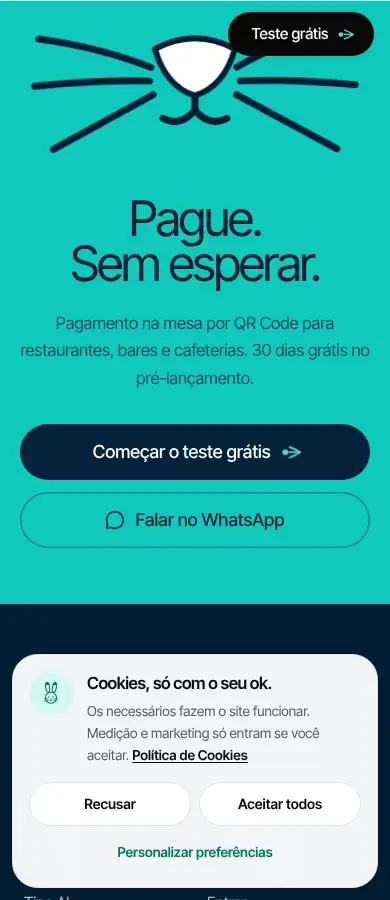 Teste grátis
Pague.
Sem esperar.
Pagamento na mesa por QR Code para
restaurantes, bares e cafeterias. 30 dias grátis no
pré-lançamento.
Começar o teste grátis
Falar no WhatsApp
Cookies, só com o seu ok.
Os necessários fazem o site funcionar.
Medição e marketing só entram se você
aceitar. Política de Cookies
Recusar
Aceitar todos
Personalizar preferências